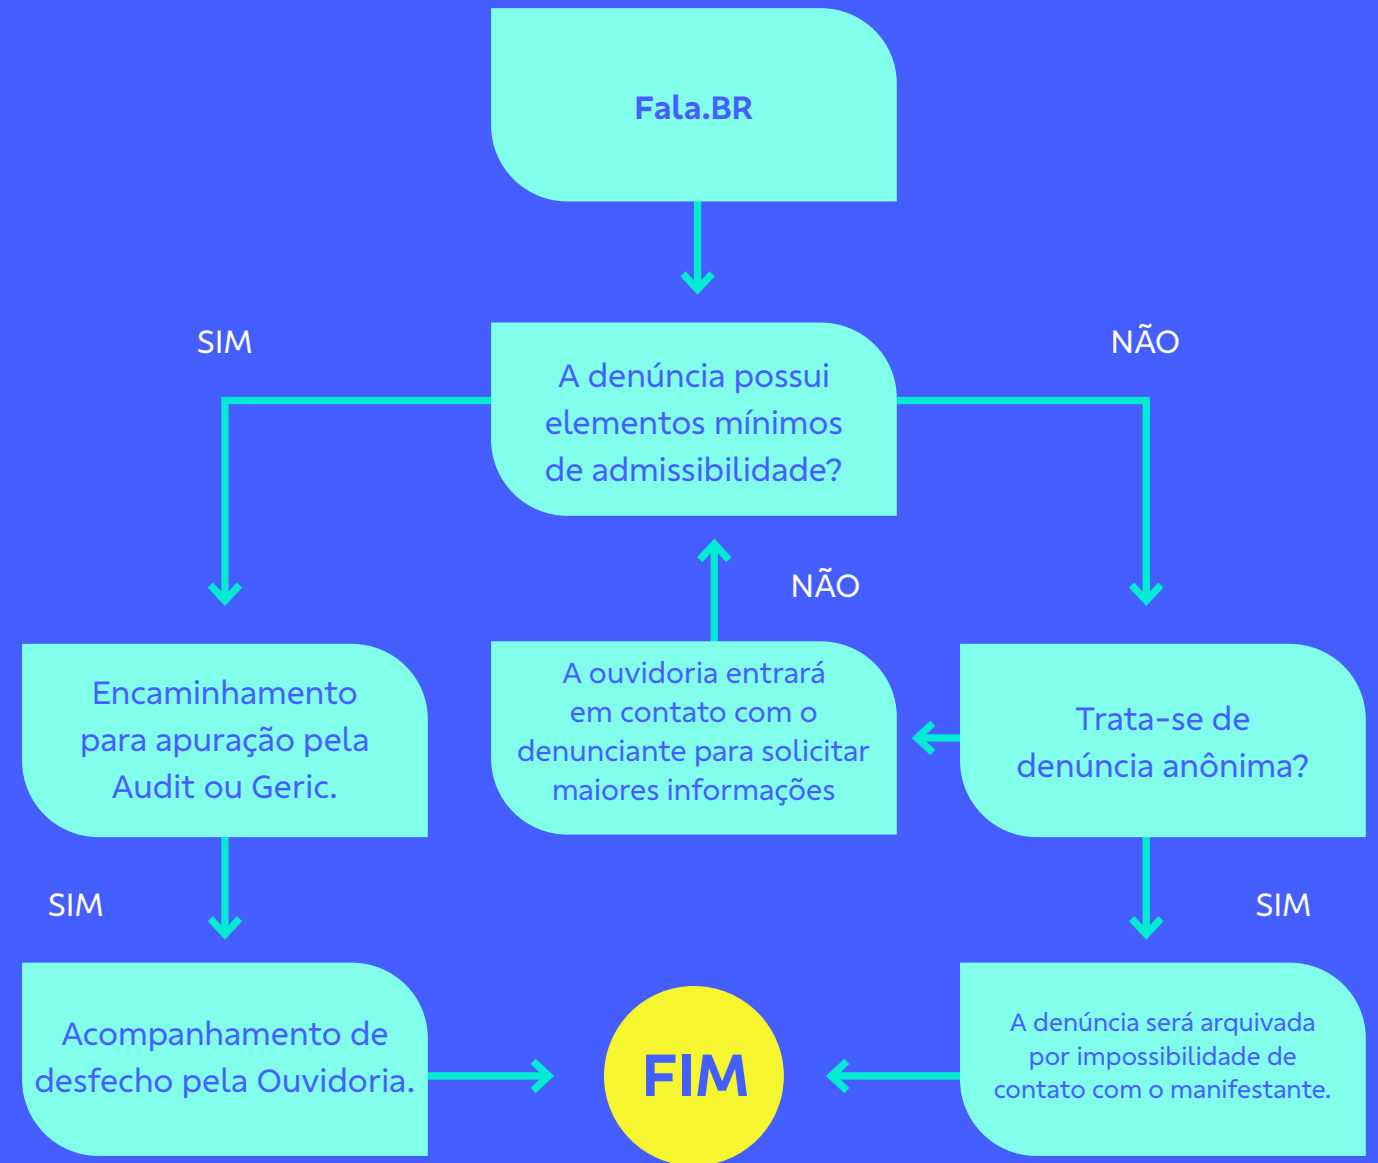 Fala.BR
SIM
NÃO
A denúncia possui
elementos mínimos
de admissibilidade?
NÃO
Encaminhamento
para apuração pela
Audit ou Geric.
A ouvidoria entrará
em contato com o
denunciante para solicitar
maiores informações
Trata-se de
denúncia anônima?
SIM
SIM
Acompanhamento de
desfecho pela Ouvidoria.
FIM
A denúncia será arquivada
por impossibilidade de
contato com o manifestante.